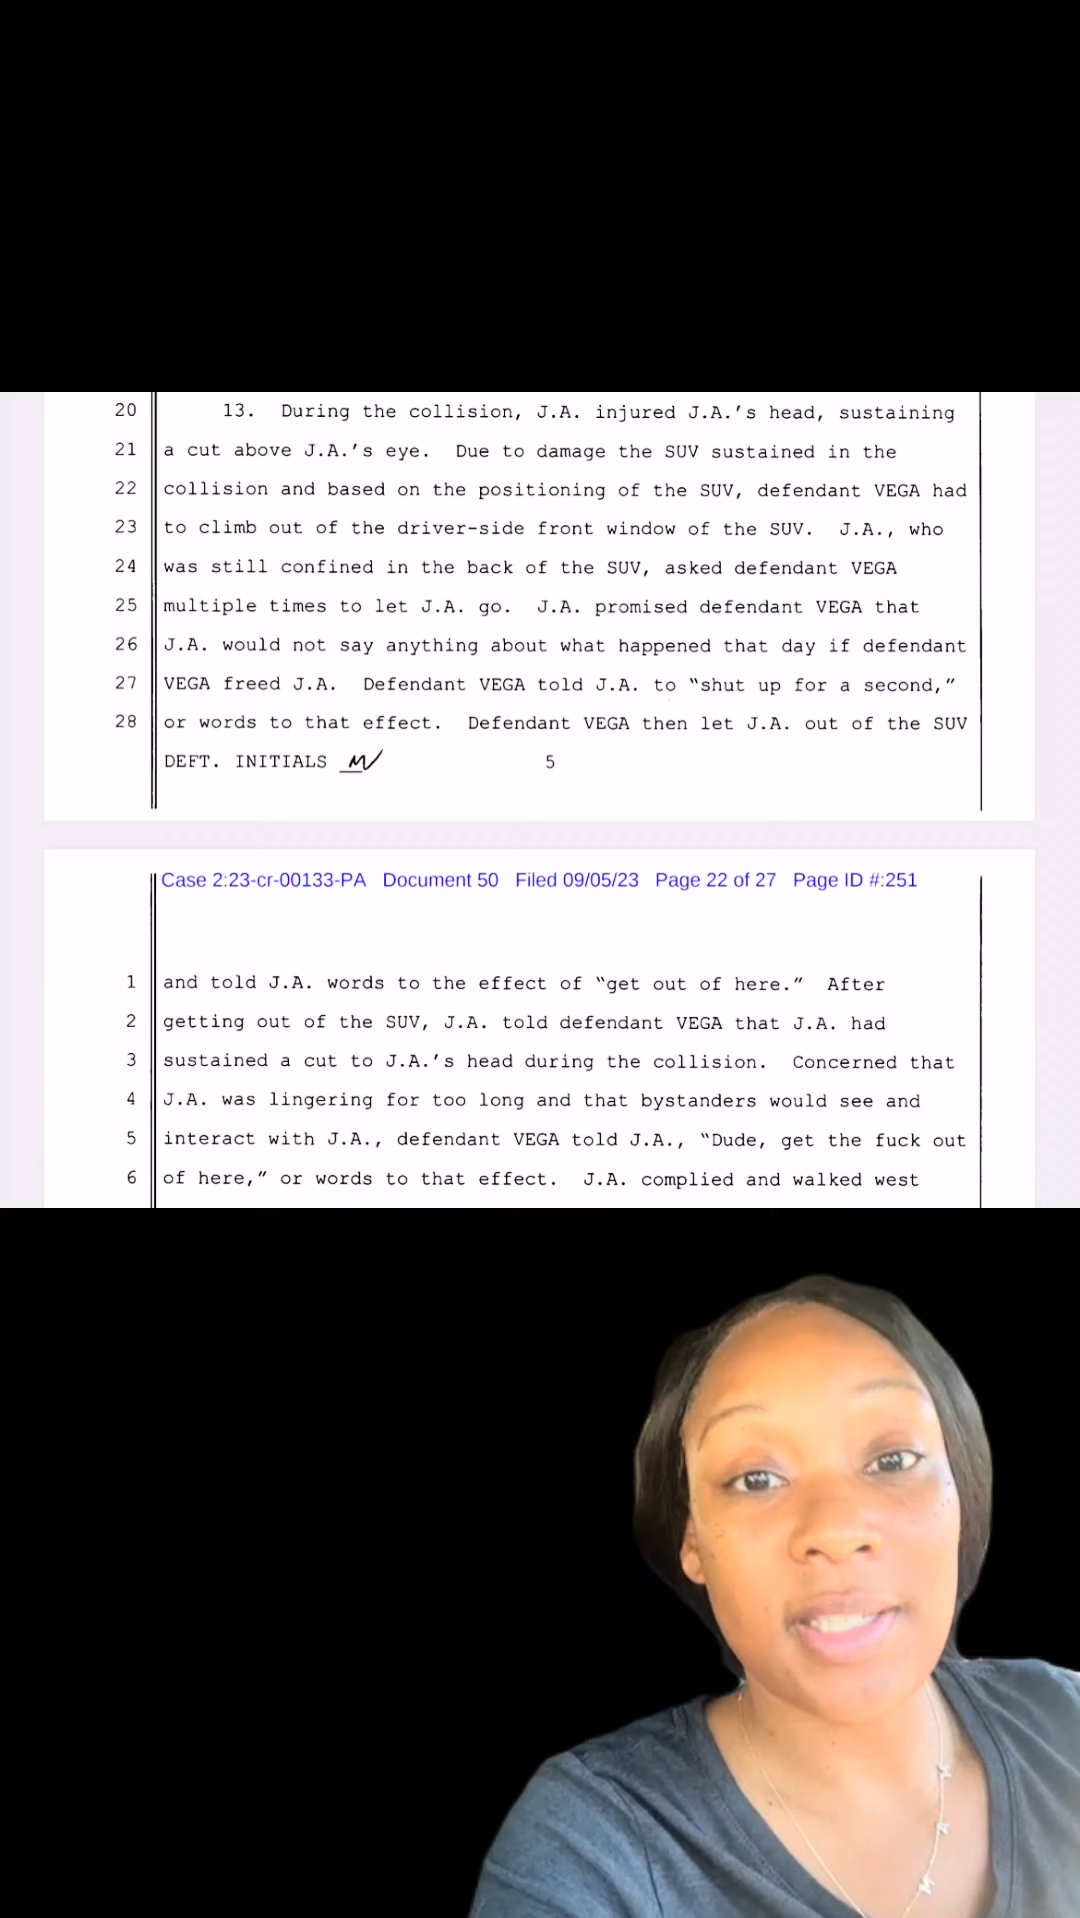 20 13. During the collision, J.A. injured J.A.'s head, sustaining
21 a cut above J.A.'s eye. Due to damage the SUV sustained in the
22 collision and based on the positioning of the SUV, defendant VEGA had
23 to climb out of the driver-side front window of the SUV. J.A., who
24 was still confined in the back of the SUV, asked defendant VEGA
25 multiple times to let J.A. go. J.A. promised defendant VEGA that
26 J.A. would not say anything about what happened that day if defendant
27 VEGA freed J.A. Defendant VEGA told J.A. to “shut up for a second,”
28 or words to that effect. Defendant VEGA then let J.A. out of the SUV
DEFT. INITIALS MV 5
Case 2:23-cr-00133-PA Document 50 Filed 09/05/23 Page 22 of 27 Page ID #:251
1 and told J.A. words to the effect of “get out of here.” After
2 getting out of the SUV, J.A. told defendant VEGA that J.A. had
3 sustained a cut to J.A.'s head during the collision. Concerned that
4 J.A. was lingering for too long and that bystanders would see and
5 interact with J.A., defendant VEGA told J.A., “Dude, get the fuck out
6 of here,” or words to that effect. J.A. complied and walked west
M
A
M